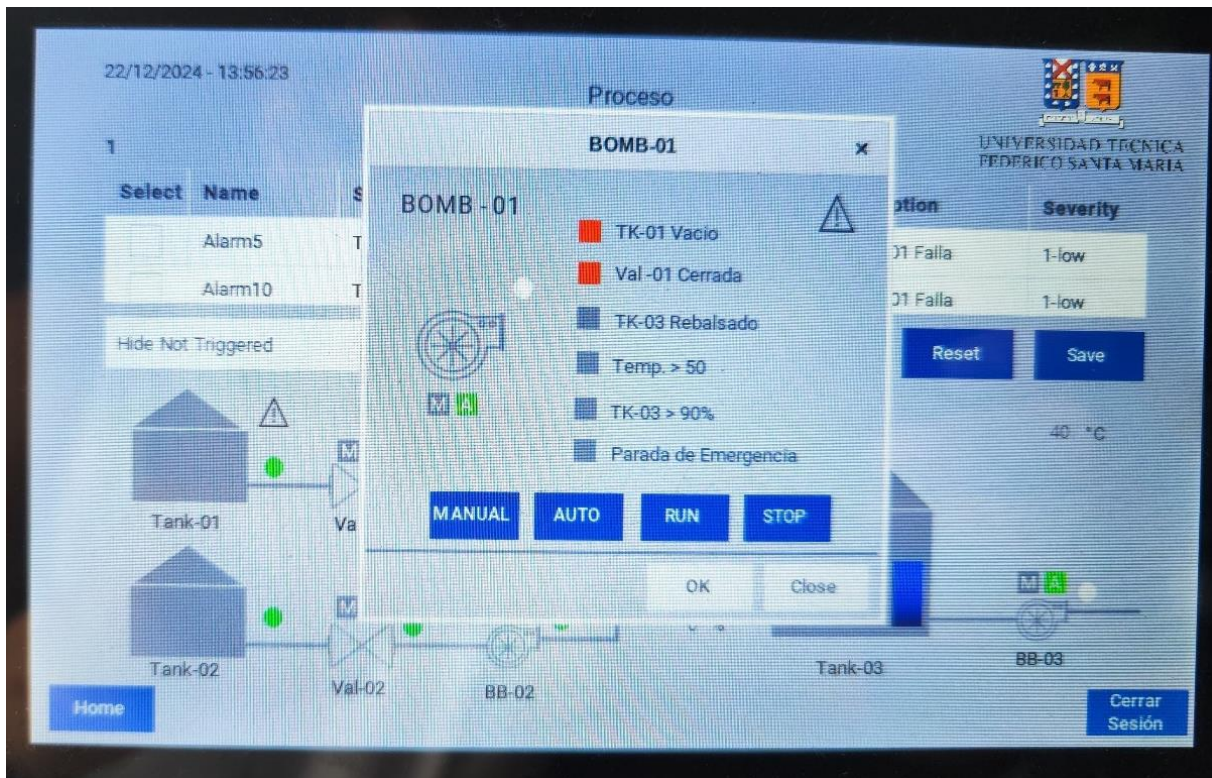 22/12/2024 - 13:56:23
Proceso
UNIVERSIDAD TECNICA
FEDERICO SANTA MARIA
1
BOMB-01
×
Select Name S
ption Severity
BOMB - 01
Alarm5 T
01 Falla 1-low
Alarm10 T
01 Falla 1-low
TK-01 Vacio
Val -01 Cerrada
TK-03 Rebalsado
Temp. > 50
TK-03 > 90%
Parada de Emergencia
M A
Hide Not Triggered
Reset Save
40 °C
M
Tank-01
Va
MANUAL AUTO RUN STOP
OK Close
M
M A
Tank-02
Val-02
BB-02
Tank-03
BB-03
Home
Cerrar
Sesión